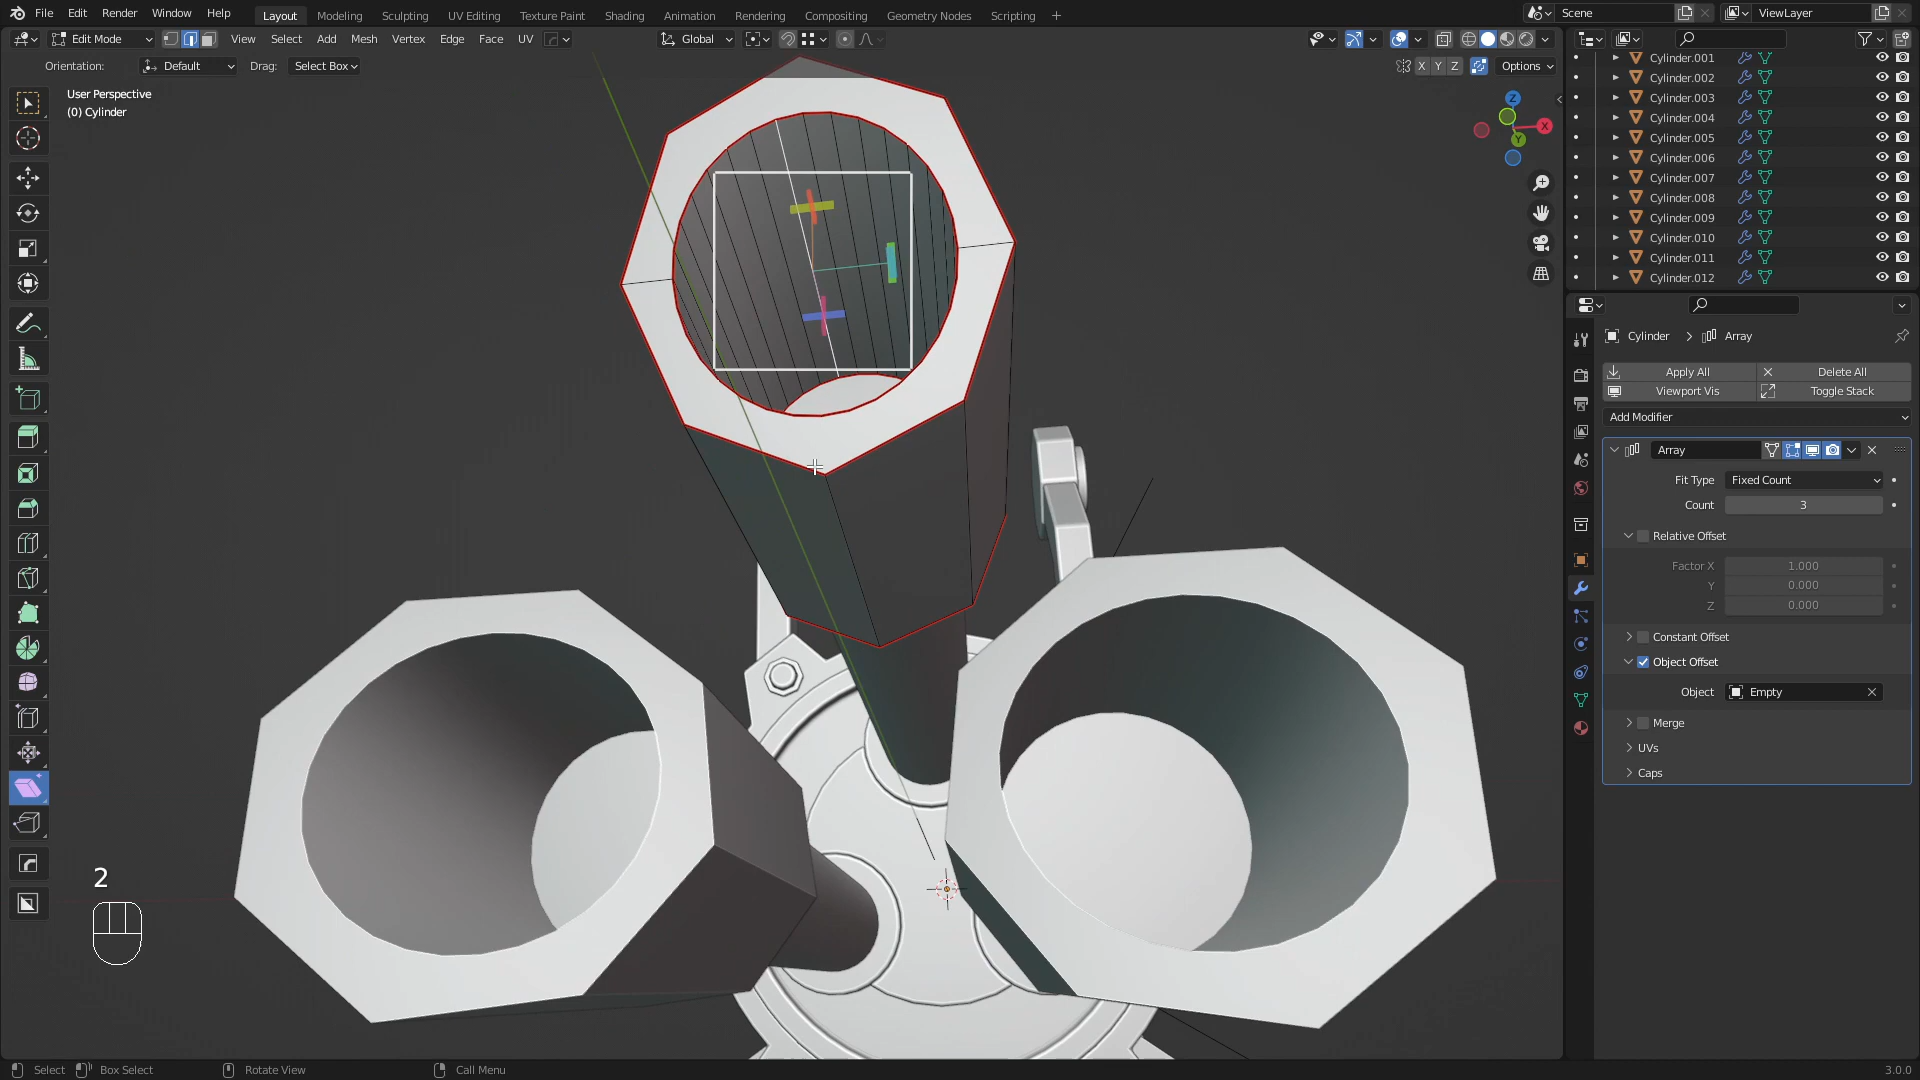 File Edit Render Window Help Layout Modeling Sculpting UV Editing Texture Paint Shading Animation Rendering Compositing Geometry Nodes Scripting + Scene ViewLayer
Edit Mode View Select Add Mesh Vertex Edge Face UV Global
Orientation: Default Drag: Select Box X Y Z Options
User Perspective
(0) Cylinder
Z
X
Y
2
Cylinder.001
Cylinder.002
Cylinder.003
Cylinder.004
Cylinder.005
Cylinder.006
Cylinder.007
Cylinder.008
Cylinder.009
Cylinder.010
Cylinder.011
Cylinder.012
Cylinder > Array
Apply All Delete All
Viewport Vis Toggle Stack
Add Modifier
Array
Fit Type Fixed Count
Count 3
Relative Offset
Factor X 1.000
Y 0.000
Z 0.000
Constant Offset
Object Offset
Object Empty
Merge
UVs
Caps
Select Box Select Rotate View Call Menu 3.0.0